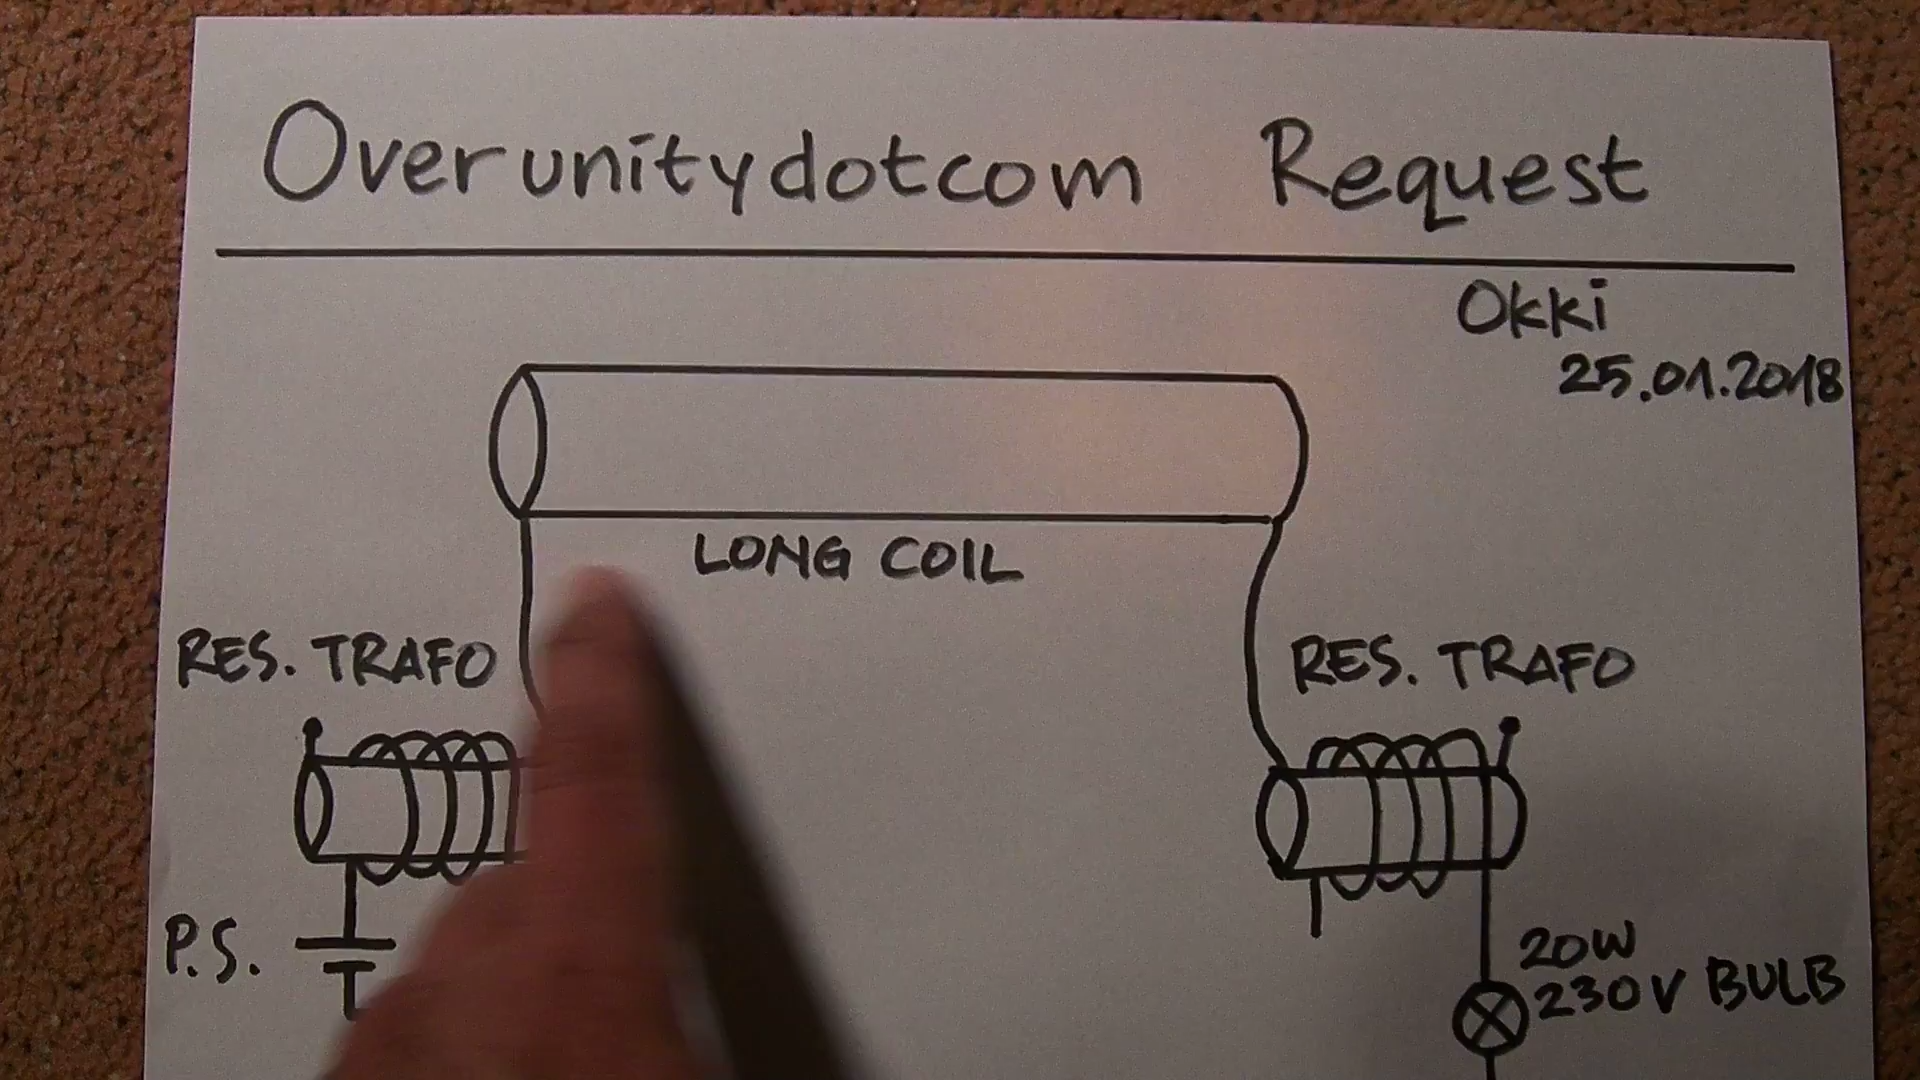 Overunitydotcom Request
Okki
25.01.2018
LONG COIL
RES. TRAFO
RES. TRAFO
P.S.
20W
230V BULB